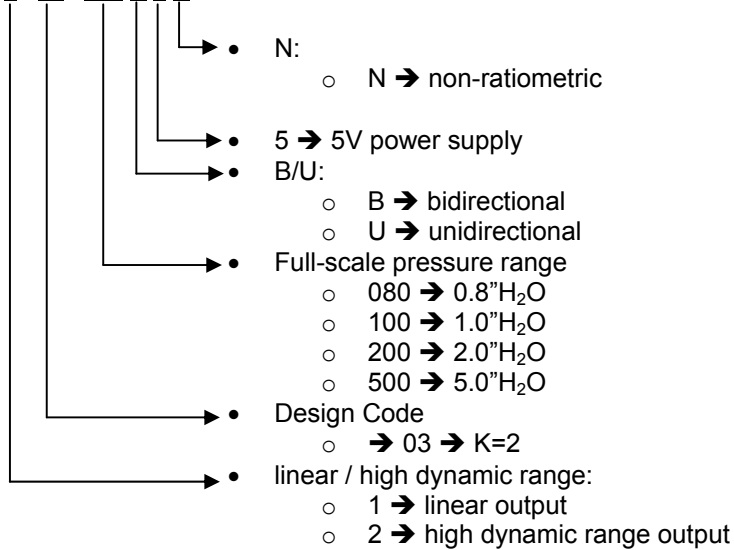 • N:
○ N ➔ non-ratiometric
• 5 ➔ 5V power supply
• B/U:
○ B ➔ bidirectional
○ U ➔ unidirectional
• Full-scale pressure range
○ 080 ➔ 0.8”H₂O
○ 100 ➔ 1.0”H₂O
○ 200 ➔ 2.0”H₂O
○ 500 ➔ 5.0”H₂O
• Design Code
○ ➔ 03 ➔ K=2
• linear / high dynamic range:
○ 1 ➔ linear output
○ 2 ➔ high dynamic range output